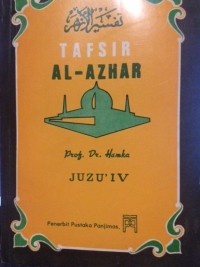 تفسير الأزهر
TAFSIR
AL-AZHAR
Prof. Dr. Hamka
JUZU' IV
Penerbit Pustaka Panjimas.